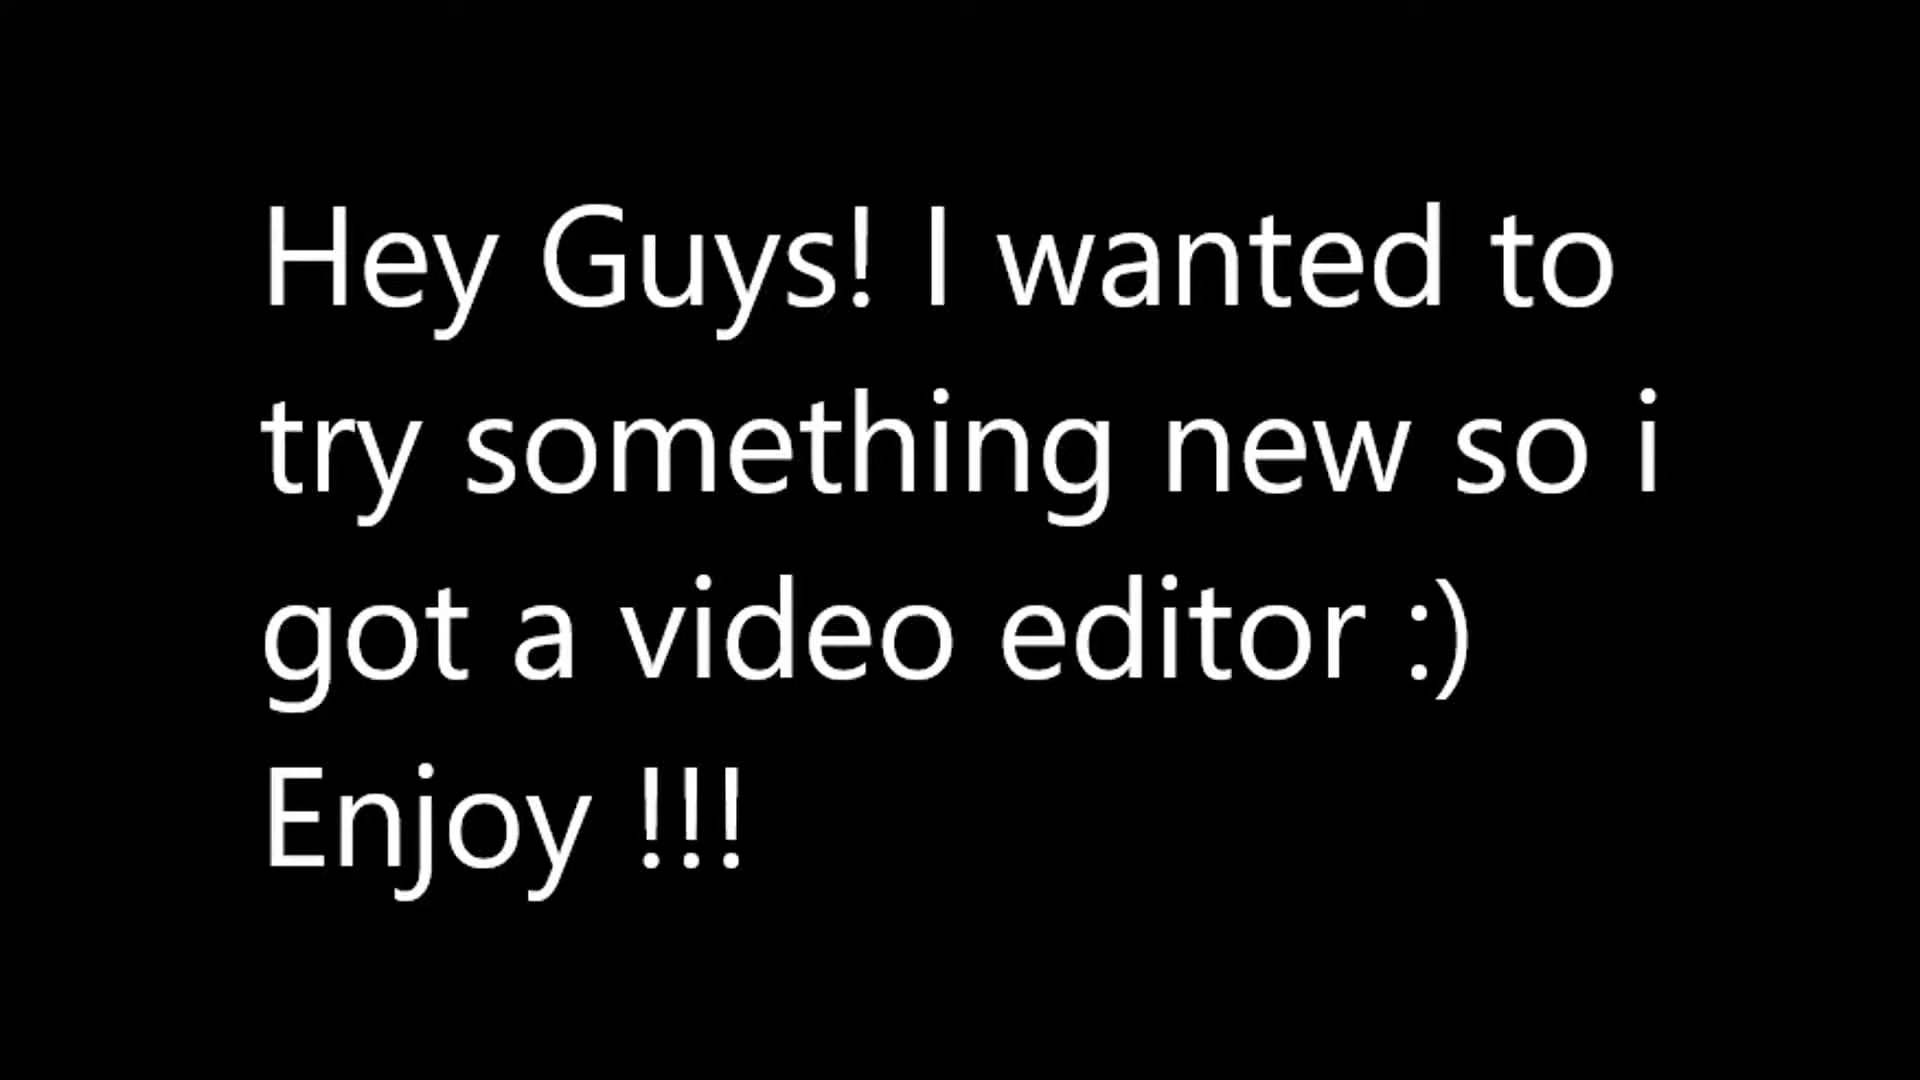 Hey Guys! I wanted to
try something new so i
got a video editor :)
Enjoy !!!